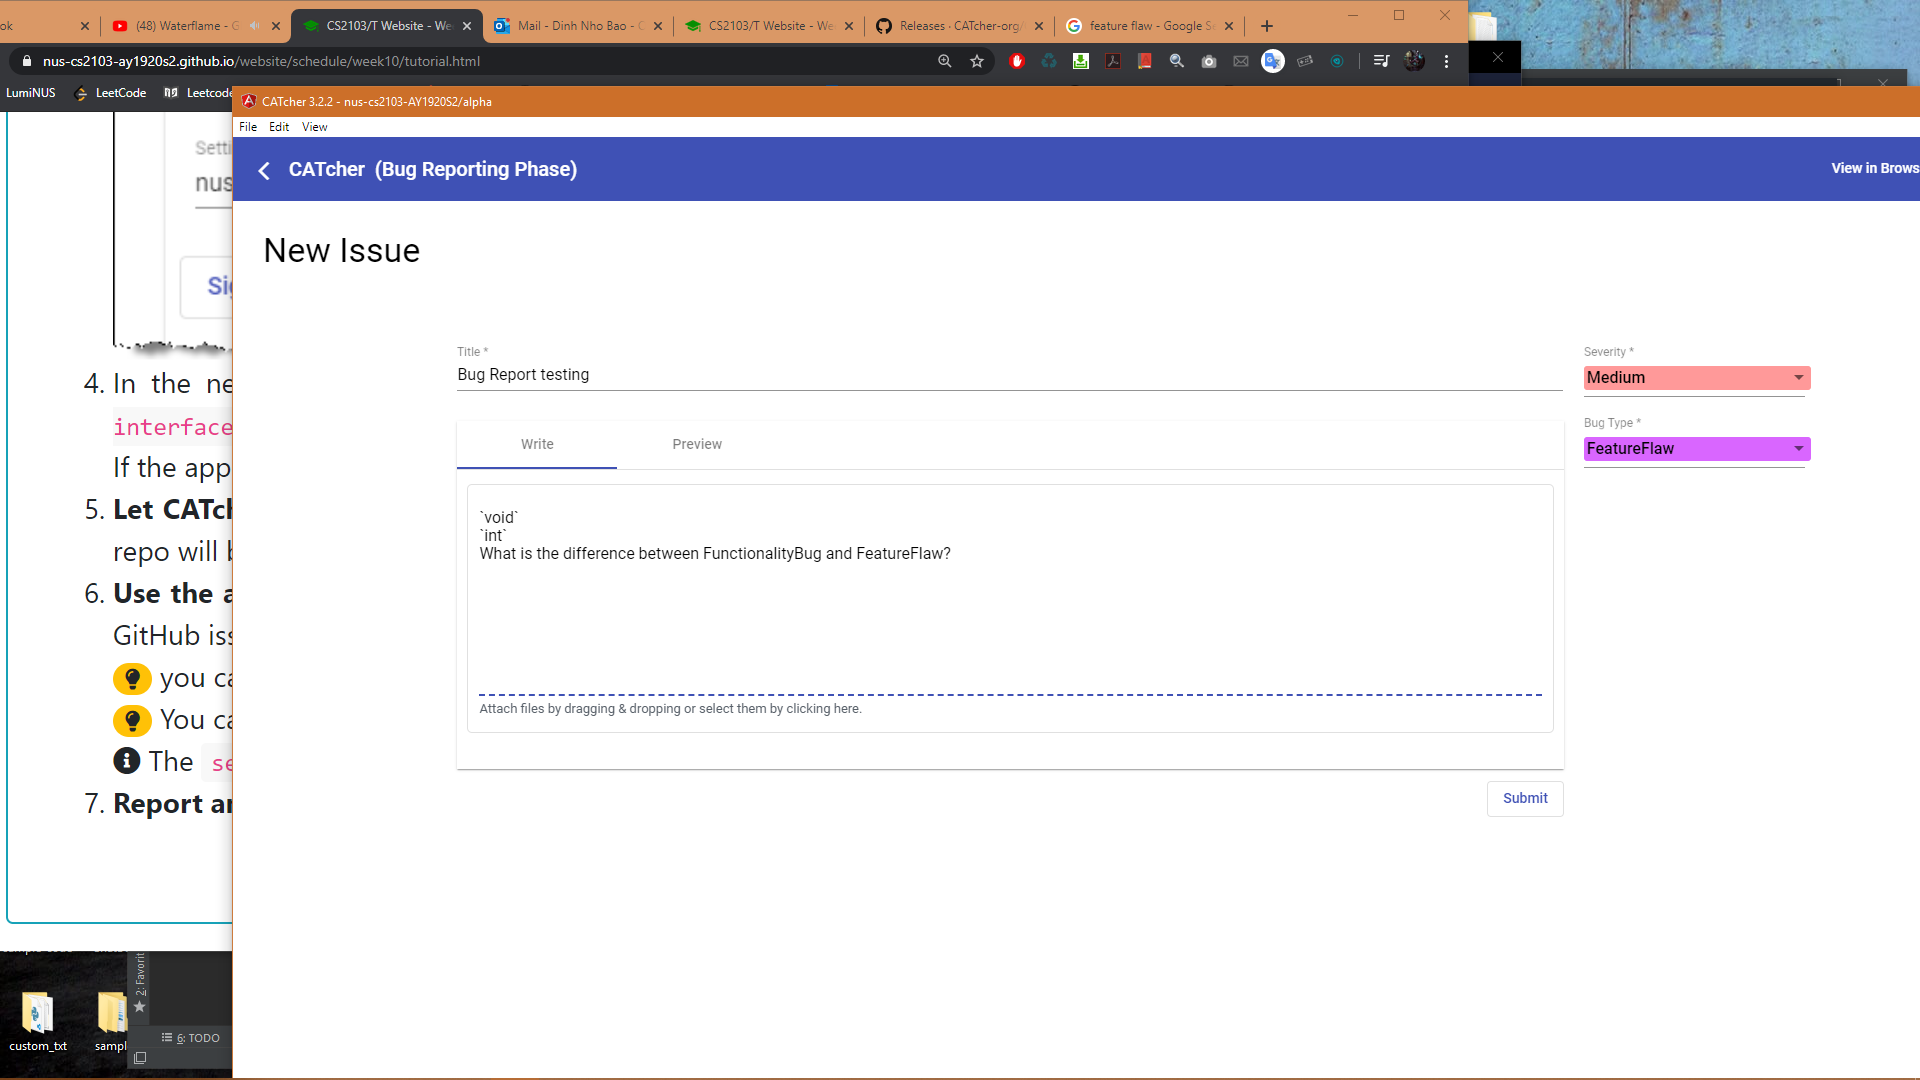 ok
(48) Waterflame - G
CS2103/T Website - We
Mail - Dinh Nho Bao - O
CS2103/T Website - We
Releases · CATcher-org/
feature flaw - Google Se
nus-cs2103-ay1920s2.github.io/website/schedule/week10/tutorial.html
LumiNUS
LeetCode
Leetcode
CATcher 3.2.2 - nus-cs2103-AY1920S2/alpha
File Edit View
CATcher (Bug Reporting Phase)
View in Brows
New Issue
Title *
Bug Report testing
Severity *
Medium
Bug Type *
FeatureFlaw
Write
Preview
`void`
`int`
What is the difference between FunctionalityBug and FeatureFlaw?
Attach files by dragging & dropping or select them by clicking here.
Submit
Setti
nus
Sig
4. In the ne
interface
If the app
5. Let CATch
repo will b
6. Use the a
GitHub iss
you ca
You ca
The se
7. Report an
2: Favorit
6: TODO
custom_txt
sampl